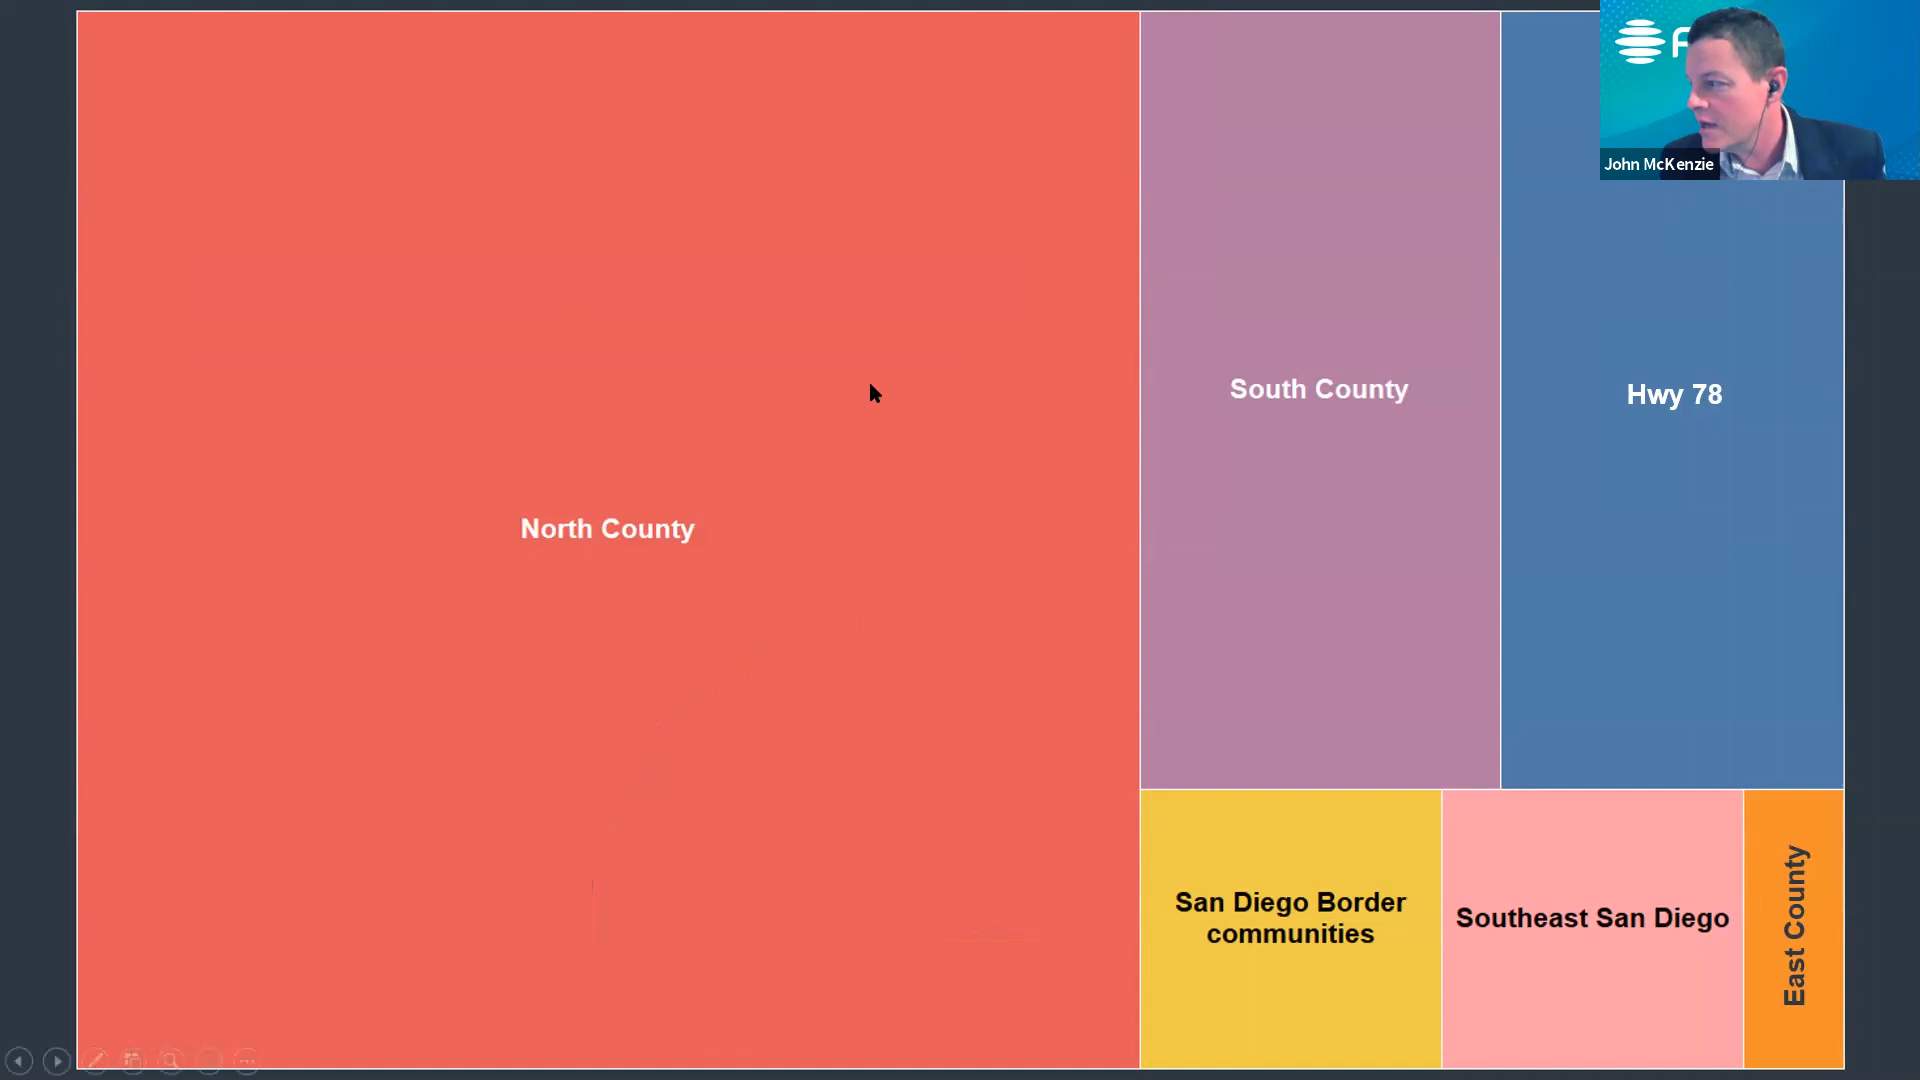 North County
South County
Hwy 78
John McKenzie
San Diego Border
communities
Southeast San Diego
East County